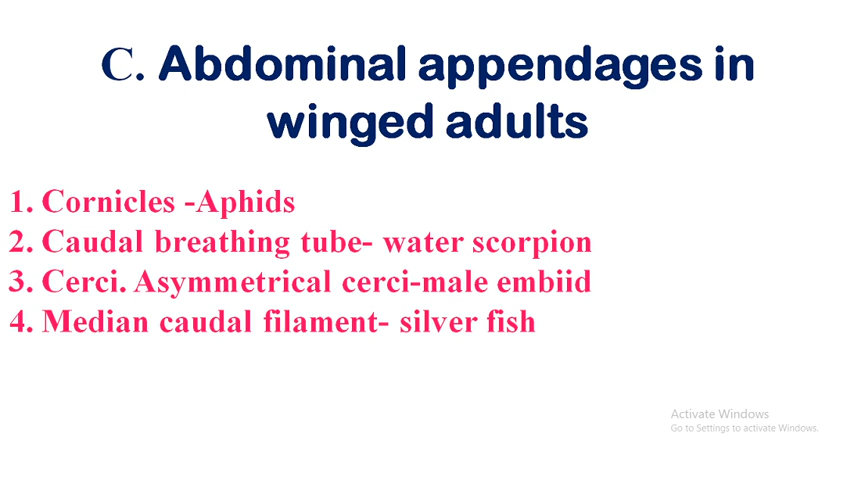 C. Abdominal appendages in
winged adults
1. Cornicles -Aphids
2. Caudal breathing tube- water scorpion
3. Cerci. Asymmetrical cerci-male embiid
4. Median caudal filament- silver fish
Activate Windows
Go to Settings to activate Windows.